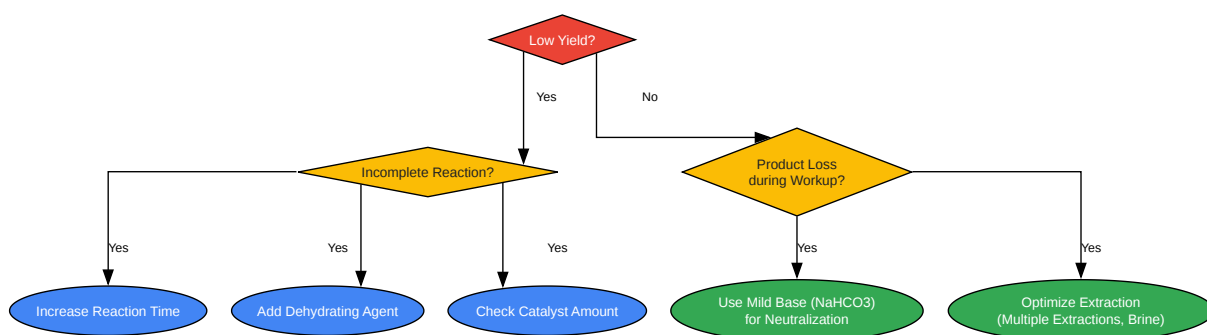 Low Yield?
Yes
No
Incomplete Reaction?
Product Loss
during Workup?
Yes
Yes
Yes
Yes
Yes
Increase Reaction Time
Add Dehydrating Agent
Check Catalyst Amount
Use Mild Base (NaHCO3)
for Neutralization
Optimize Extraction
(Multiple Extractions, Brine)